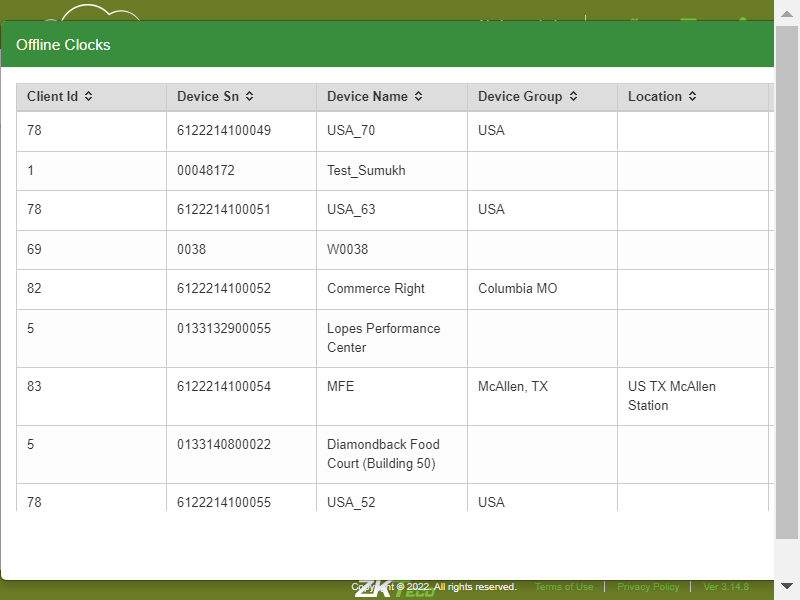 Offline Clocks
Client Id Device Sn Device Name Device Group Location
78 6122214100049 USA_70 USA
1 00048172 Test_Sumukh
78 6122214100051 USA_63 USA
69 0038 W0038
82 6122214100052 Commerce Right Columbia MO
5 0133132900055 Lopes Performance
Center
83 6122214100054 MFE McAllen, TX US TX McAllen
Station
5 0133140800022 Diamondback Food
Court (Building 50)
78 6122214100055 USA_52 USA
Copyright © 2022. All rights reserved. Terms of Use | Privacy Policy | Ver 3.14.8
ZKTeco